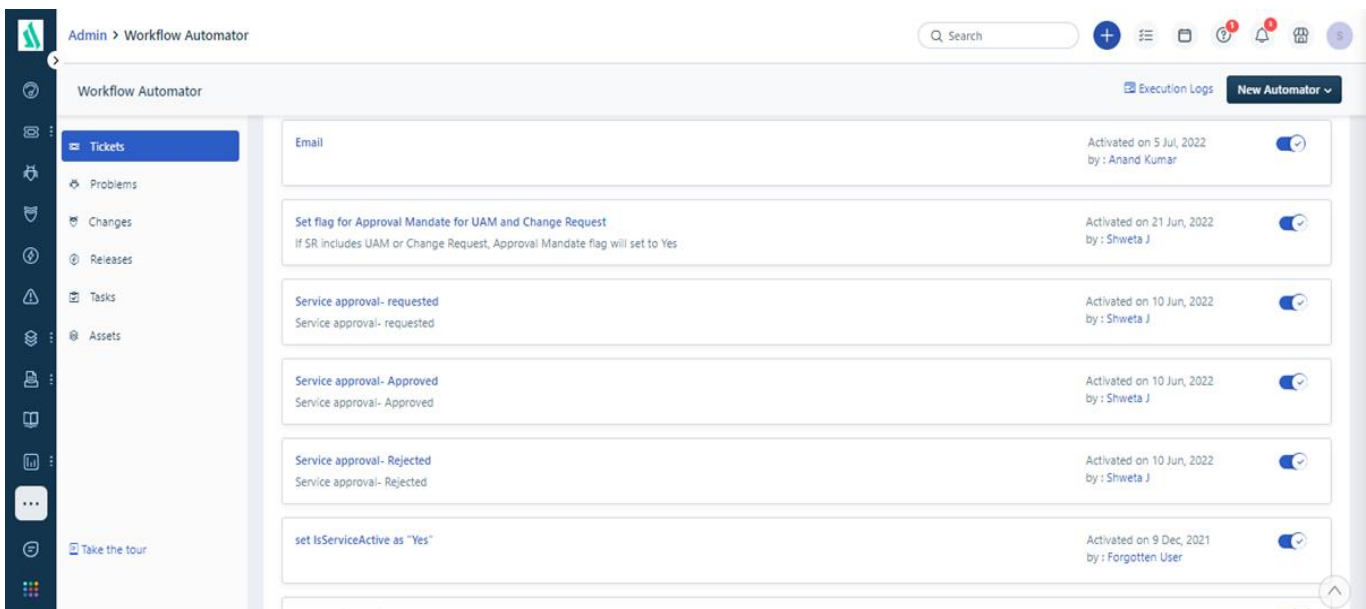 Admin > Workflow Automator
Search
1
8
S
Workflow Automator
Execution Logs
New Automator
Tickets
Problems
Changes
Releases
Tasks
Assets
Take the tour
Email
Activated on 5 Jul, 2022
by : Anand Kumar
Set flag for Approval Mandate for UAM and Change Request
If SR includes UAM or Change Request, Approval Mandate flag will set to Yes
Activated on 21 Jun, 2022
by : Shweta J
Service approval- requested
Service approval- requested
Activated on 10 Jun, 2022
by : Shweta J
Service approval- Approved
Service approval- Approved
Activated on 10 Jun, 2022
by : Shweta J
Service approval- Rejected
Service approval- Rejected
Activated on 10 Jun, 2022
by : Shweta J
set IsServiceActive as "Yes"
Activated on 9 Dec, 2021
by : Forgotten User